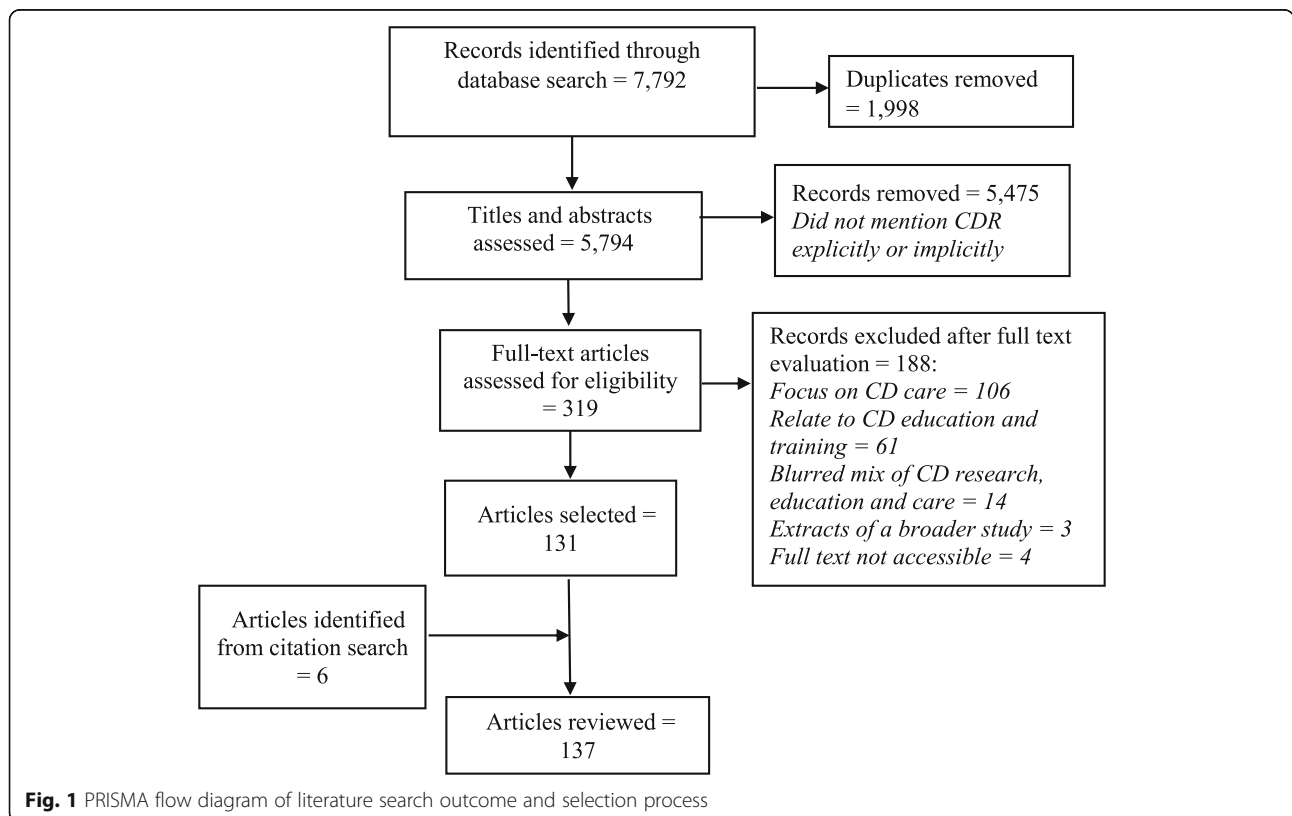 Records identified through
database search = 7,792
Duplicates removed
= 1,998
Titles and abstracts
assessed = 5,794
Records removed = 5,475
Did not mention CDR
explicitly or implicitly
Full-text articles
assessed for eligibility
= 319
Records excluded after full text
evaluation = 188:
Focus on CD care = 106
Relate to CD education and
training = 61
Blurred mix of CD research,
education and care = 14
Extracts of a broader study = 3
Full text not accessible = 4
Articles selected =
131
Articles identified
from citation search
= 6
Articles reviewed =
137
Fig. 1 PRISMA flow diagram of literature search outcome and selection process